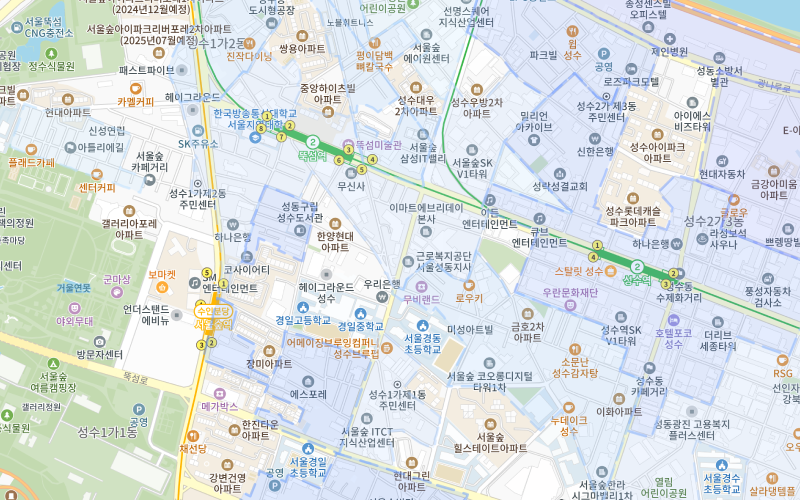 (2024년12월예정)
도시형공장
어린이공원
선명스퀘어
지식산업센터
송정센스빌
오피스텔
서울뚝섬
CNG충전소
서울숲아이파크리버포레2차아파트
(2025년07월예정)
성수1가2동
노블휘트니스
쌍용아파트
진작다이닝
평이담백
뼈칼국수
서울숲
에이원센터
파크빌
윕
성수
제인병원
공영
성동소방서
별관
로즈파크모텔
정수식물원
패스트파이브
카멜커피
현대아파트
헤이그라운드
중앙하이츠빌
아파트
성수대우
2차아파트
성수우방2차
아파트
밀리언
아카이브
성수2가 제3동
주민센터
아이에스
비즈타워
신성연립
아틀리에길
플래드카페
센터커피
SK주유소
한국방송통신대학교
서울지역대학
뚝섬역
뚝섬미술관
서울숲
삼성IT밸리
서울숲SK
V1타워
신한은행
성수아이파크
아파트
현대자동차
금강아미움
아파트
서울숲
카페거리
성수1가제2동
주민센터
무신사
성락성결교회
성동구립
성수도서관
이마트에브리데이
본사
이든
엔터테인먼트
큐브
엔터테인먼트
성수롯데캐슬
파크아파트
성수2가3동
갤러리아포레
아파트
하나은행
한양현대
아파트
하나은행
라성보석
사우나
코사이어티
군마상
거울연못
야외무대
보마켓
SM
엔터테인먼트
헤이그라운드
성수
우리은행
근로복지공단
서울성동지사
스탈릿 성수
성수역
성수동
수제화거리
풍성자동차
검사소
언더스탠드
에비뉴
수인분당
서울숲역
경일고등학교
경일중학교
무비랜드
로우키
우란문화재단
방문자센터
어메이징브루잉컴퍼니
성수브루펍
서울경동
초등학교
미성아트빌
금호2차
아파트
서울숲역SK
V1타워
호텔포코
성수
더리브
세종타워
뚝섬로
장미아파트
서울숲
여름캠핑장
갤러리정원
성수1가1동
공영
메가박스
에스포레
성수1가제1동
주민센터
서울숲 코오롱디지털
타워1차
소문난
성수감자탕
성수동
카페거리
RSG
이화아파트
누데이크
성수
성동광진 고용복지
플러스센터
채선당
한진타운
아파트
강변건영
아파트
서울경일
초등학교
공영
서울숲 ITCT
지식산업센터
현대그린
아파트
서울숲
힐스테이트아파트
서울숲한라
시그마밸리1차
열림
어린이공원
서울성수
초등학교
살라댕템플